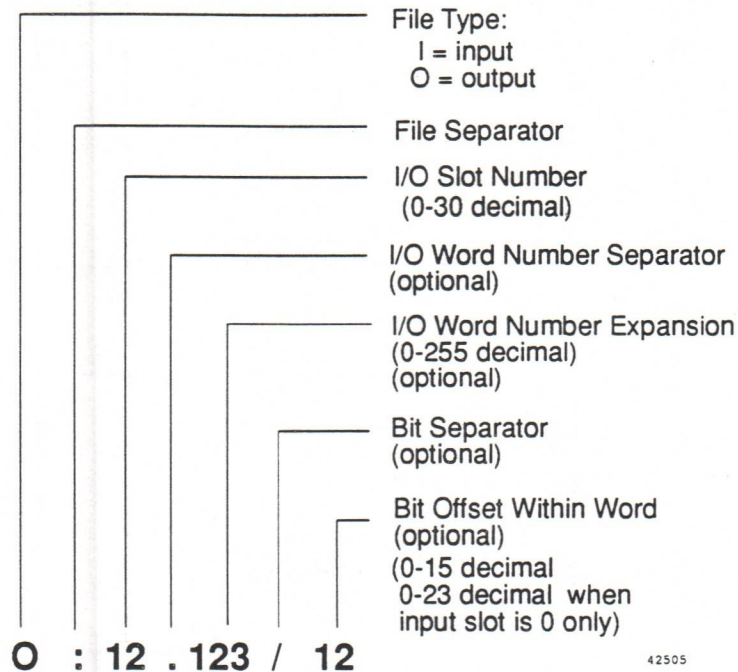 File Type:
I = input
O = output
File Separator
I/O Slot Number
(0-30 decimal)
I/O Word Number Separator
(optional)
I/O Word Number Expansion
(0-255 decimal)
(optional)
Bit Separator
(optional)
Bit Offset Within Word
(optional)
(0-15 decimal
0-23 decimal when
input slot is 0 only)
O : 12 . 123 / 12
42505